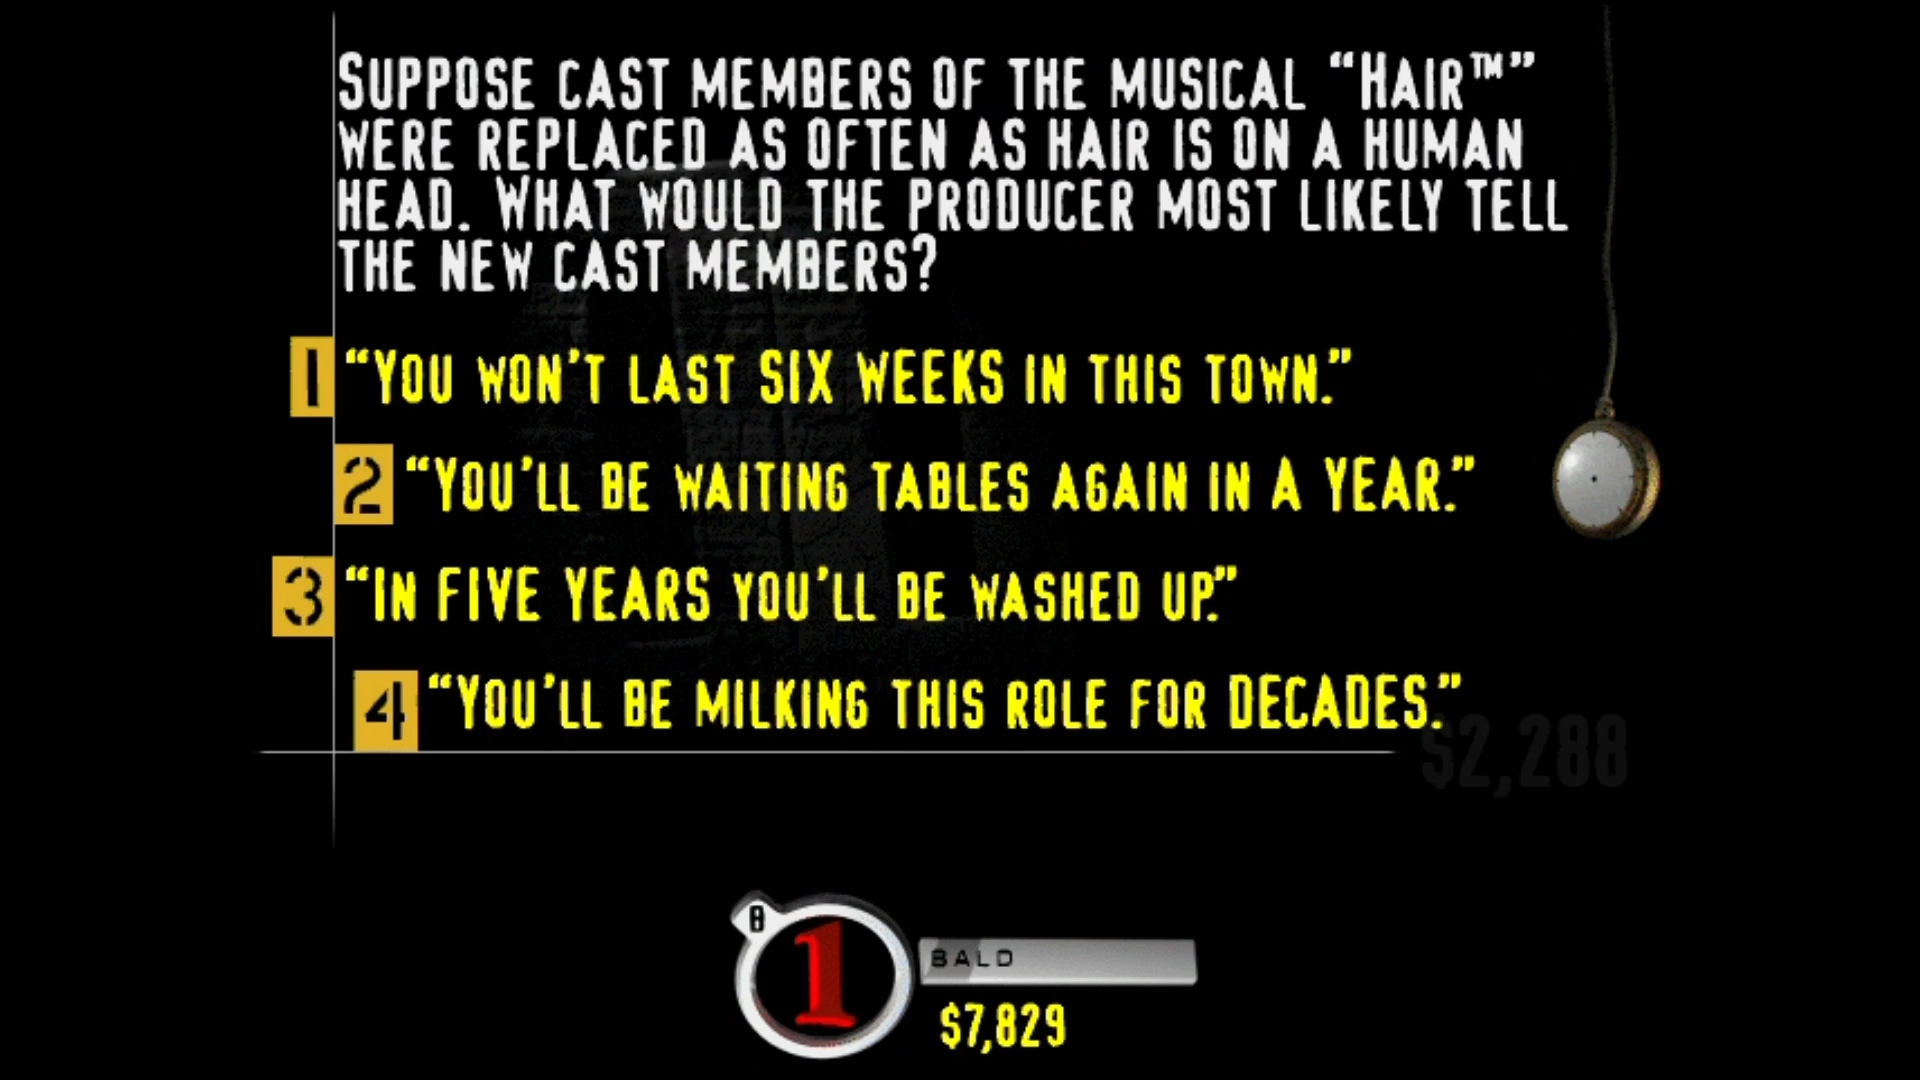 Suppose cast members of the musical “Hair™”
were replaced as often as hair is on a human
head. What would the producer most likely tell
the new cast members?
1 “You won’t last SIX WEEKS in this town.”
2 “You’ll be waiting tables again in A YEAR.”
3 “In FIVE YEARS you’ll be washed up.”
4 “You’ll be milking this role for DECADES.”
$2,288
8
1
BALD
$7,829